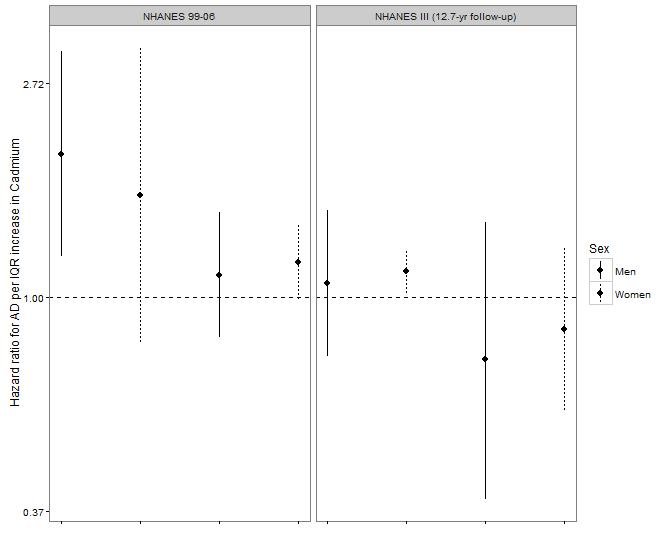 NHANES 99-06
NHANES III (12.7-yr follow-up)
Hazard ratio for AD per IQR increase in Cadmium
2.72
1.00
0.37
Sex
Men
Women